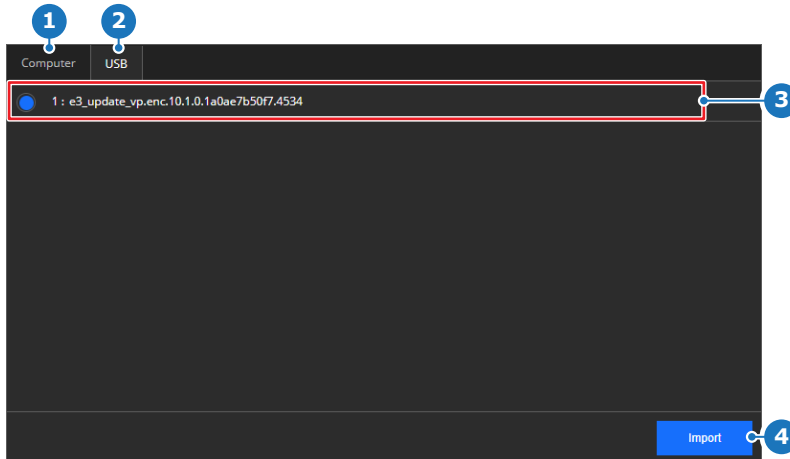 1 2
Computer USB
1 : e3_update_vp.enc.10.1.0.1a0ae7b50f7.4534
3
Import
4